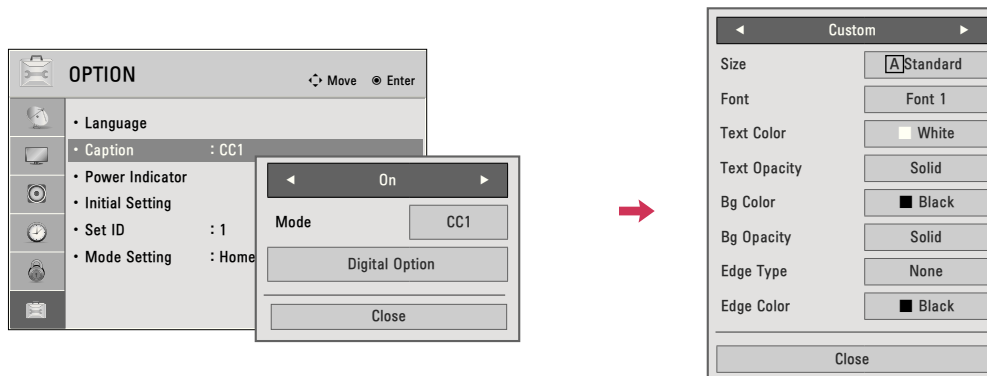 OPTION
Move Enter
• Language
• Caption : CC1
• Power Indicator
• Initial Setting
• Set ID : 1
• Mode Setting : Home
◄ On ►
Mode CC1
Digital Option
Close
◄ Custom ►
Size A Standard
Font Font 1
Text Color White
Text Opacity Solid
Bg Color Black
Bg Opacity Solid
Edge Type None
Edge Color Black
Close